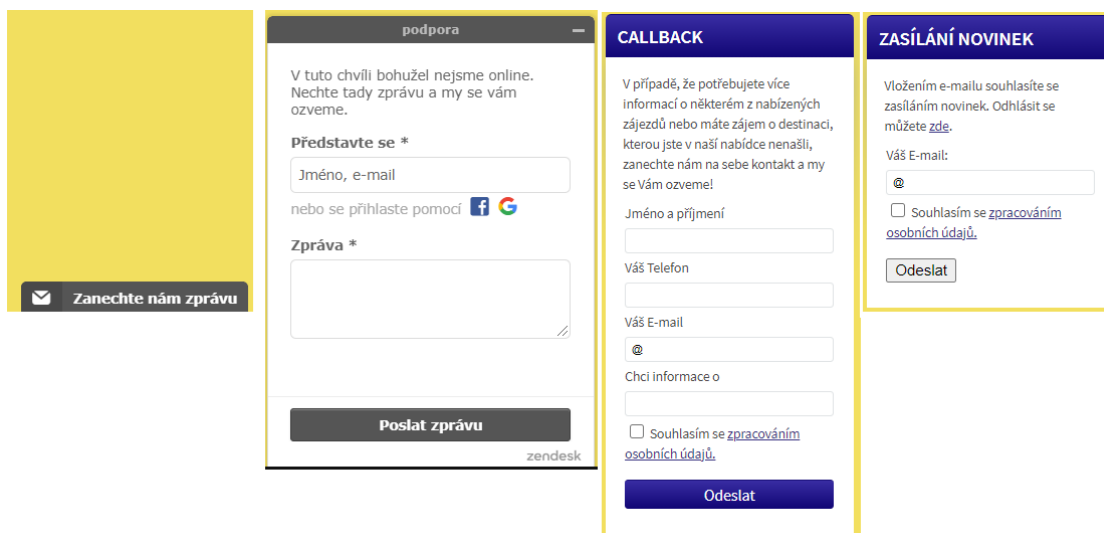 Zanechte nám zprávu
podpora
V tuto chvíli bohužel nejsme online.
Nechte tady zprávu a my se vám
ozveme.
Představte se *
Jméno, e-mail
nebo se přihlaste pomocí
Zpráva *
Poslat zprávu
zendesk
CALLBACK
V případě, že potřebujete více
informací o některém z nabízených
zájezdů nebo máte zájem o destinaci,
kterou jste v naší nabídce nenašli,
zanechte nám na sebe kontakt a my
se Vám ozveme!
Jméno a příjmení
Váš Telefon
Váš E-mail
@
Chci informace o
Souhlasím se zpracováním
osobních údajů.
Odeslat
ZASÍLÁNÍ NOVINEK
Vložením e-mailu souhlasíte se
zasíláním novinek. Odhlásit se
můžete zde.
Váš E-mail:
@
Souhlasím se zpracováním
osobních údajů.
Odeslat